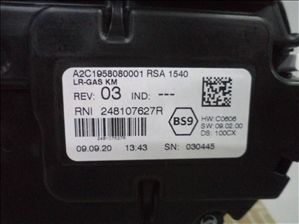 A2C1958080001 RSA 1540
LR-GAS KM
REV: 03 IND: ---
RNI 248107627R
BS9
HW: C0606
SW: 09.02.00
DS: 100CX
09.09.20 13:43 SN: 030445